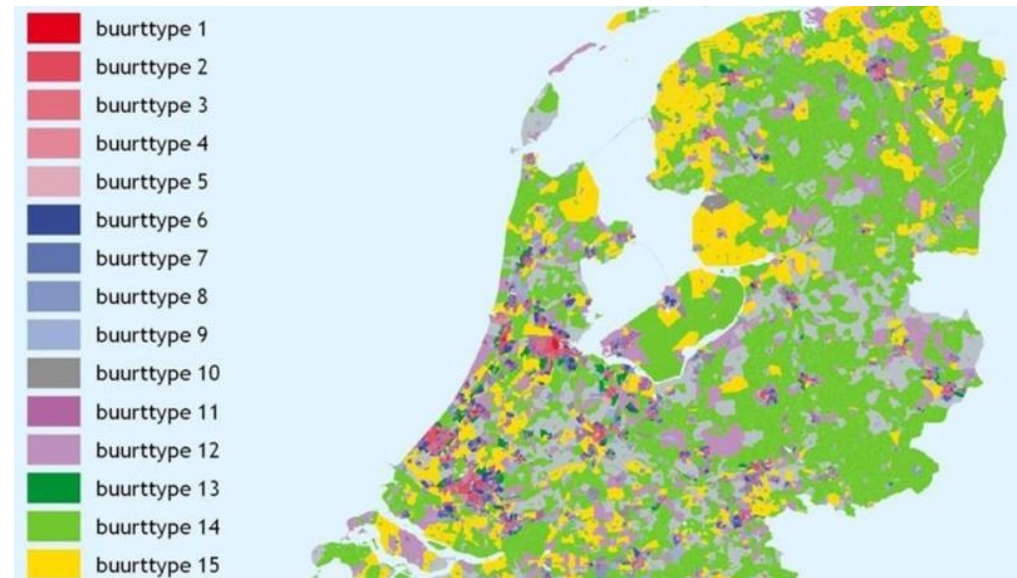 buurttype 1
buurttype 2
buurttype 3
buurttype 4
buurttype 5
buurttype 6
buurttype 7
buurttype 8
buurttype 9
buurttype 10
buurttype 11
buurttype 12
buurttype 13
buurttype 14
buurttype 15